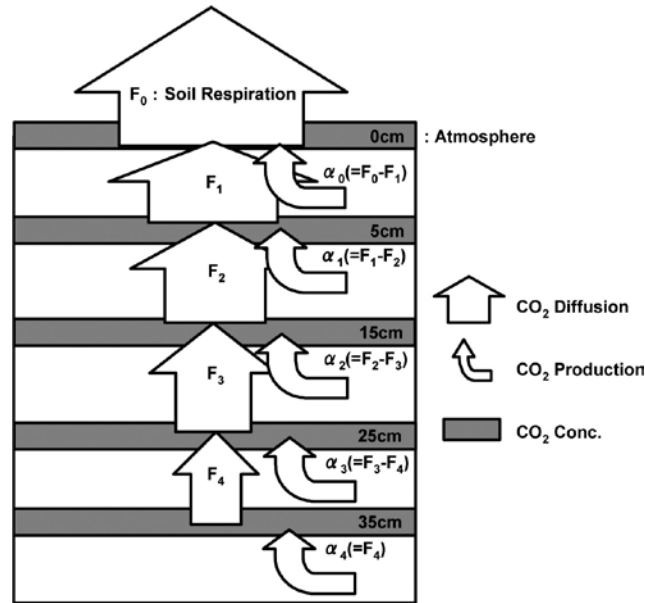 F₀ : Soil Respiration
0cm
: Atmosphere
F₁
α₀(=F₀-F₁)
5cm
F₂
α₁(=F₁-F₂)
15cm
F₃
α₂(=F₂-F₃)
25cm
F₄
α₃(=F₃-F₄)
35cm
α₄(=F₄)
CO₂ Diffusion
CO₂ Production
CO₂ Conc.